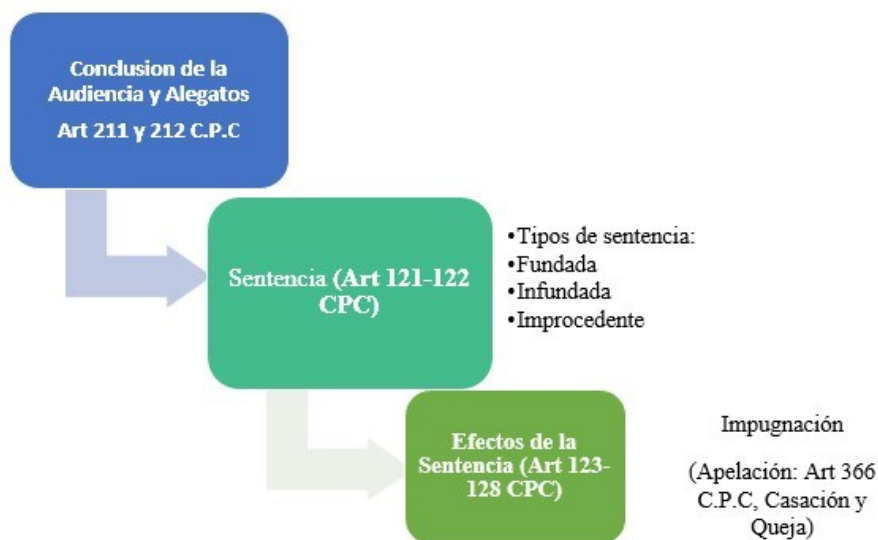 Conclusion de la
Audiencia y Alegatos
Art 211 y 212 C.P.C
Sentencia (Art 121-122
CPC)
•Tipos de sentencia:
•Fundada
•Infundada
•Improcedente
Efectos de la
Sentencia (Art 123-
128 CPC)
Impugnación
(Apelación: Art 366
C.P.C, Casación y
Queja)